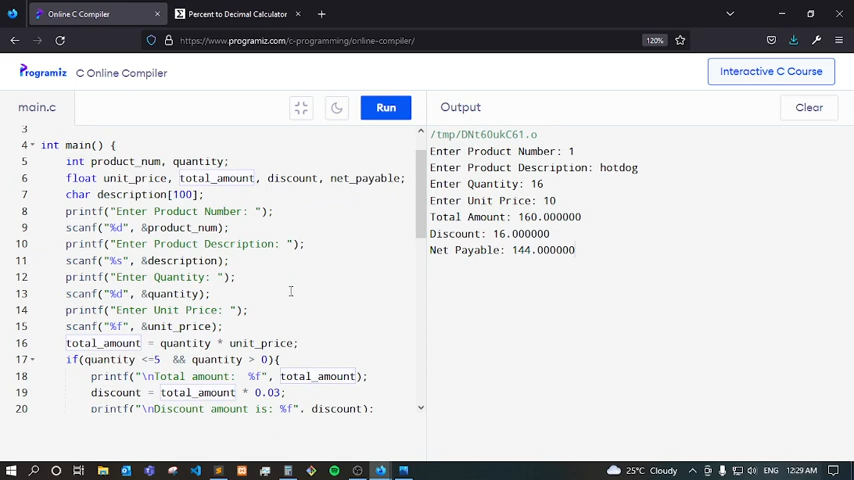 Online C Compiler
Percent to Decimal Calculator
https://www.programiz.com/c-programming/online-compiler/
120%
Programiz
C Online Compiler
Interactive C Course
main.c
Run
Output
Clear
3
4 int main() {
5 int product_num, quantity;
6 float unit_price, total_amount, discount, net_payable;
7 char description[100];
8 printf("Enter Product Number: ");
9 scanf("%d", &product_num);
10 printf("Enter Product Description: ");
11 scanf("%s", &description);
12 printf("Enter Quantity: ");
13 scanf("%d", &quantity);
14 printf("Enter Unit Price: ");
15 scanf("%f", &unit_price);
16 total_amount = quantity * unit_price;
17 if(quantity <=5 && quantity > 0){
18 printf("\nTotal amount: %f", total_amount);
19 discount = total_amount * 0.03;
20 printf("\nDiscount amount is: %f", discount);
/tmp/DNt60ukC61.o
Enter Product Number: 1
Enter Product Description: hotdog
Enter Quantity: 16
Enter Unit Price: 10
Total Amount: 160.000000
Discount: 16.000000
Net Payable: 144.000000
25°C Cloudy
ENG
12:29 AM